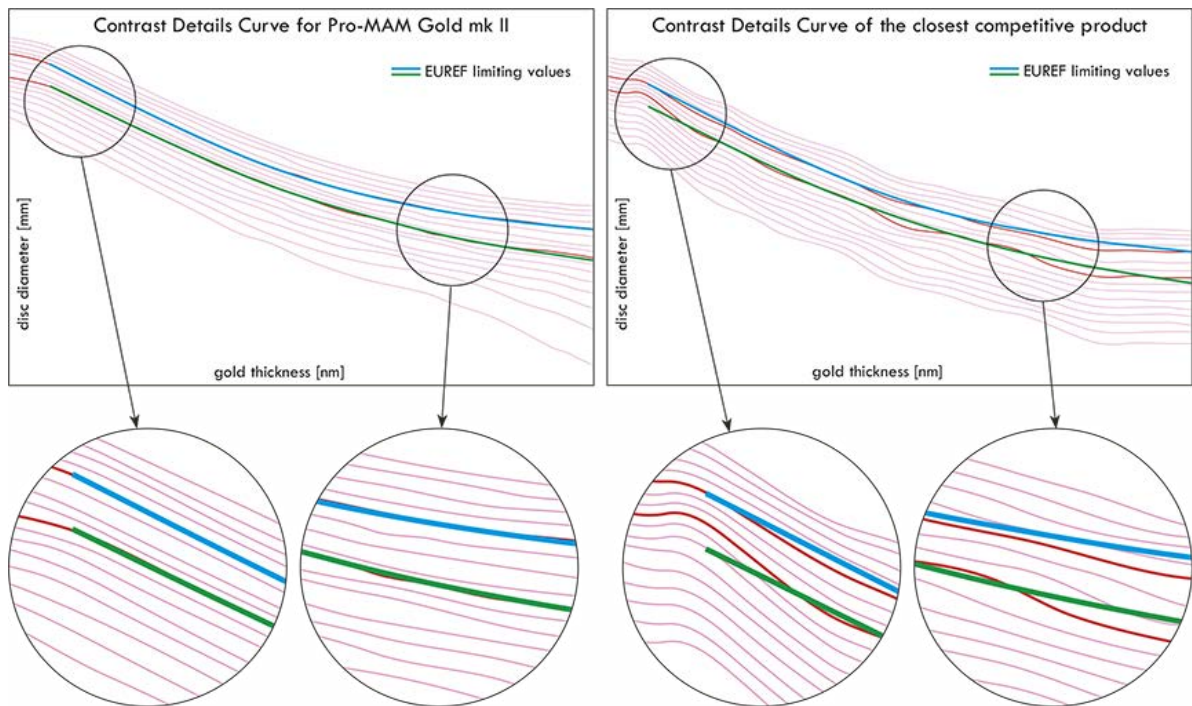 Contrast Details Curve for Pro-MAM Gold mk II
EUREF limiting values
disc diameter [mm]
gold thickness [nm]
Contrast Details Curve of the closest competitive product
EUREF limiting values
disc diameter [mm]
gold thickness [nm]